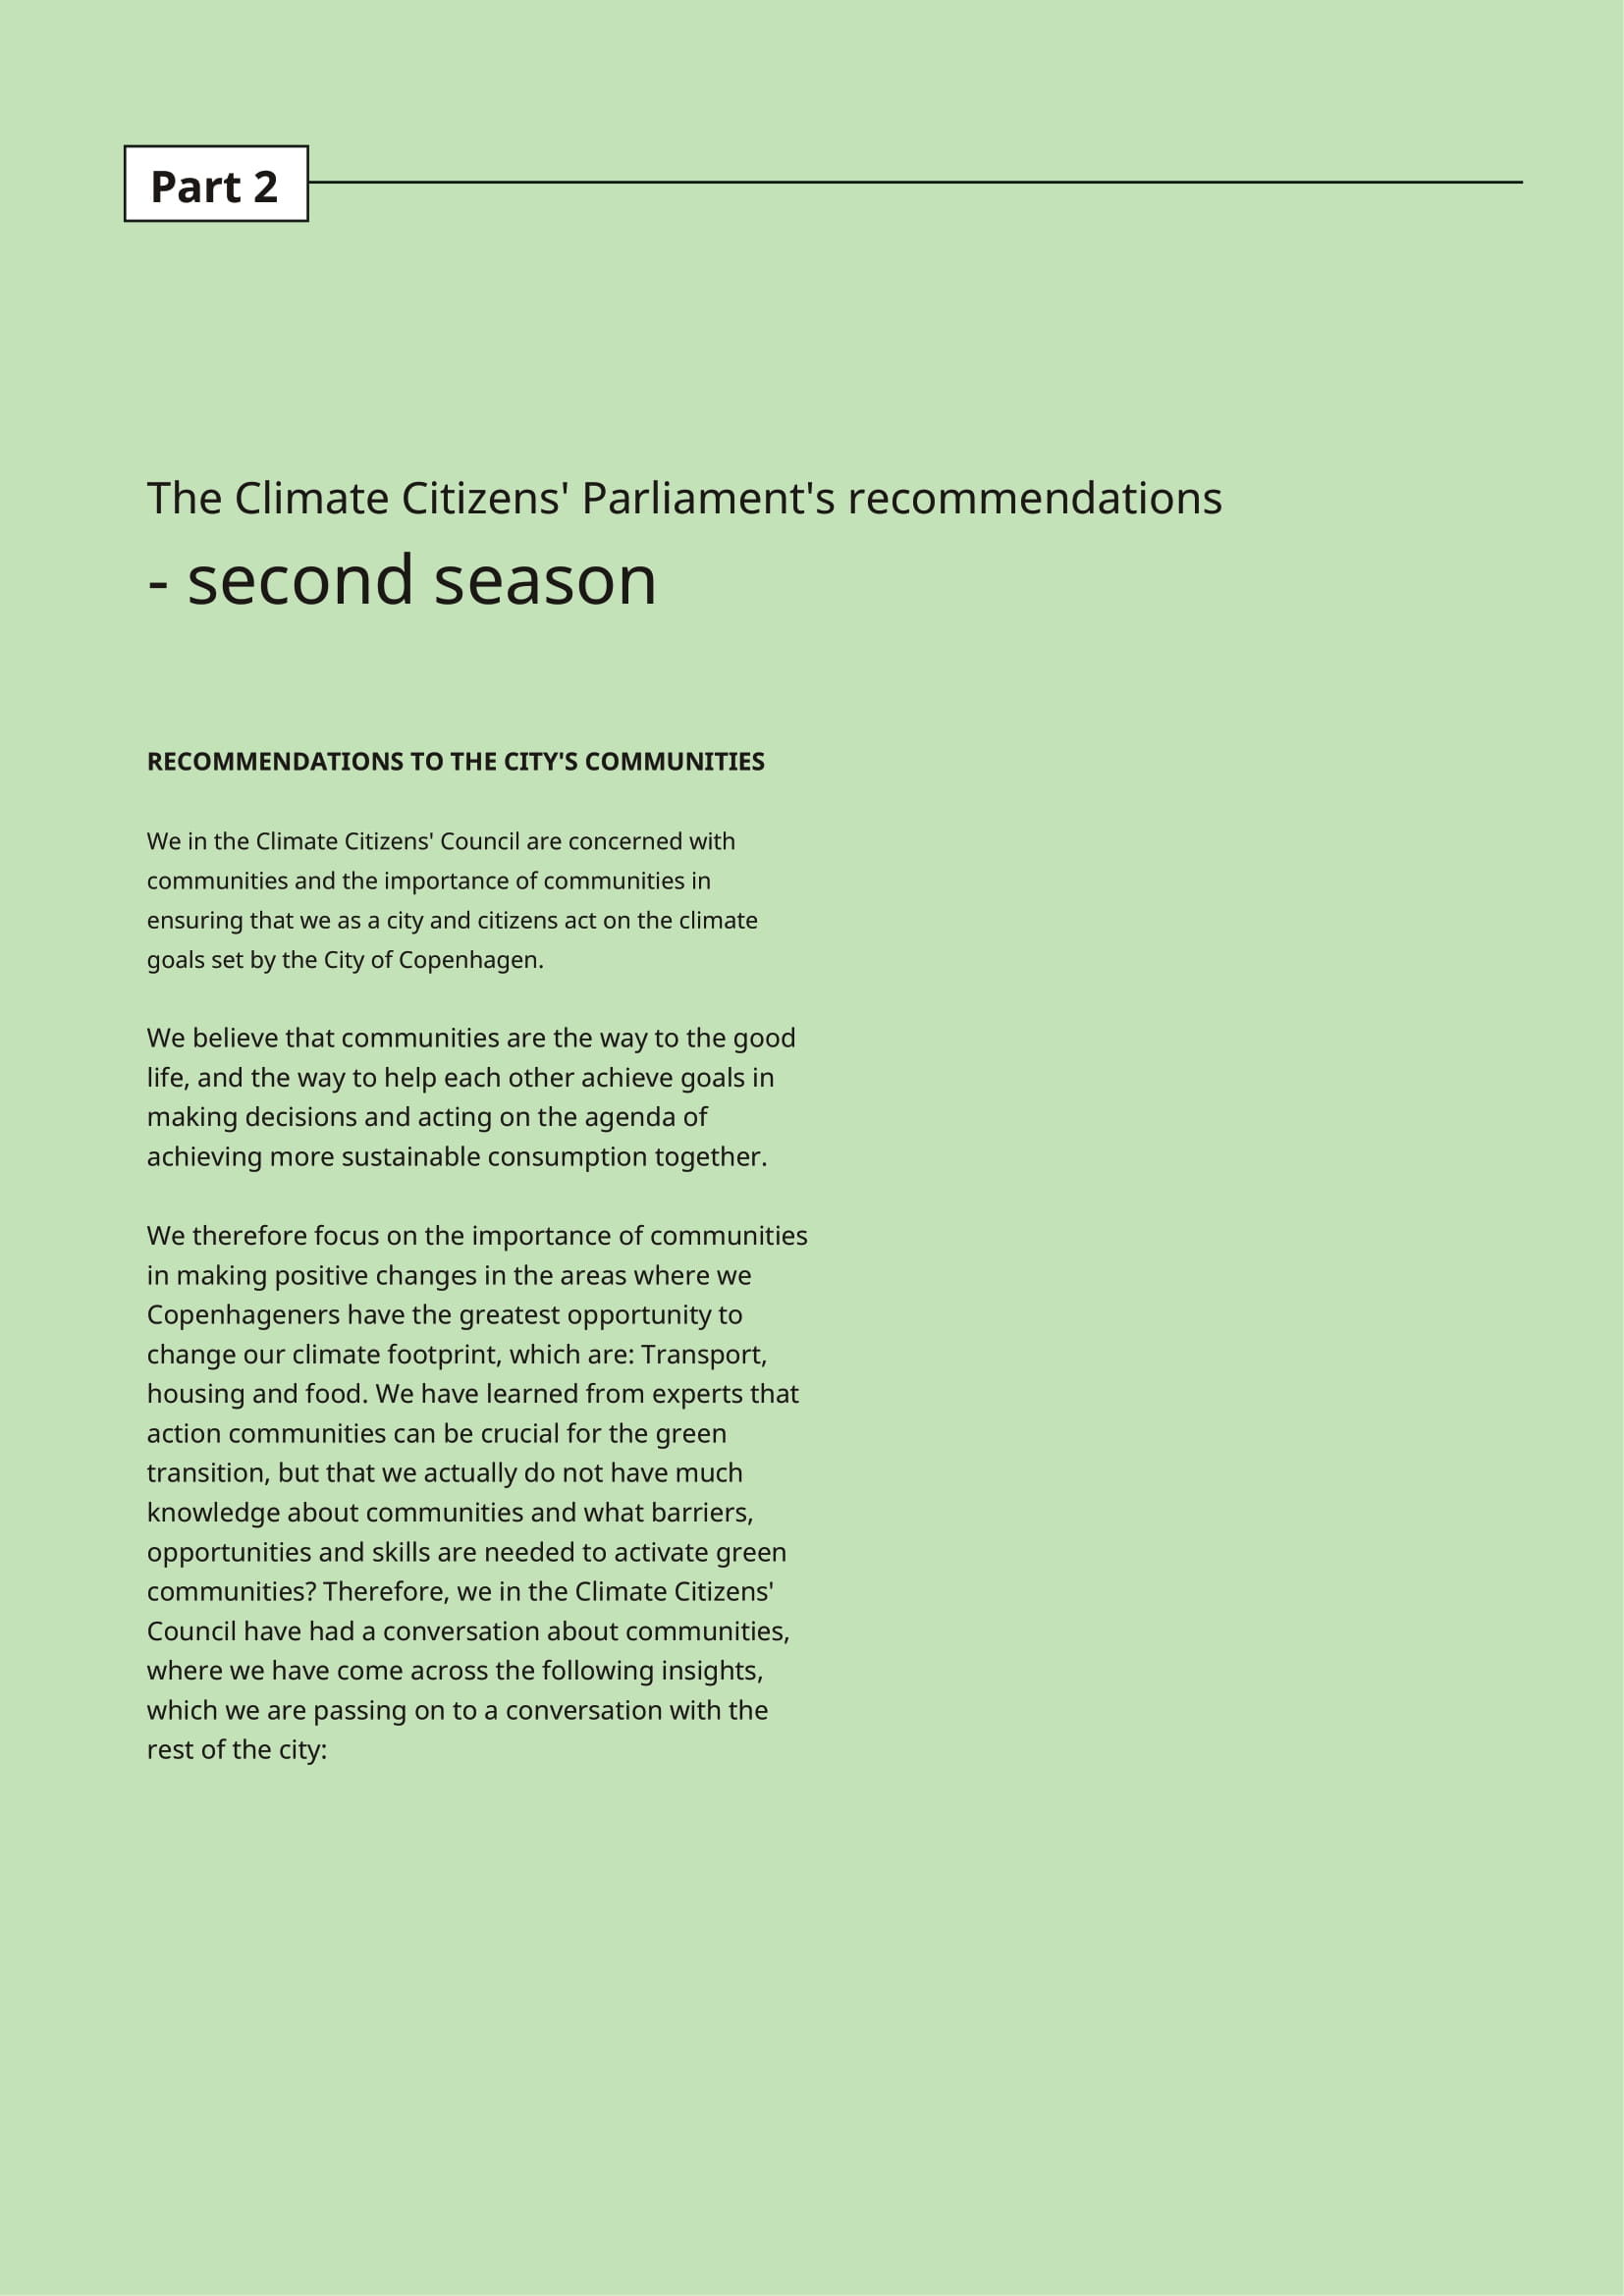 Part 2
The Climate Citizens' Parliament's recommendations
- second season
RECOMMENDATIONS TO THE CITY'S COMMUNITIES
We in the Climate Citizens' Council are concerned with
communities and the importance of communities in
ensuring that we as a city and citizens act on the climate
goals set by the City of Copenhagen.
We believe that communities are the way to the good
life, and the way to help each other achieve goals in
making decisions and acting on the agenda of
achieving more sustainable consumption together.
We therefore focus on the importance of communities
in making positive changes in the areas where we
Copenhageners have the greatest opportunity to
change our climate footprint, which are: Transport,
housing and food. We have learned from experts that
action communities can be crucial for the green
transition, but that we actually do not have much
knowledge about communities and what barriers,
opportunities and skills are needed to activate green
communities? Therefore, we in the Climate Citizens'
Council have had a conversation about communities,
where we have come across the following insights,
which we are passing on to a conversation with the
rest of the city: